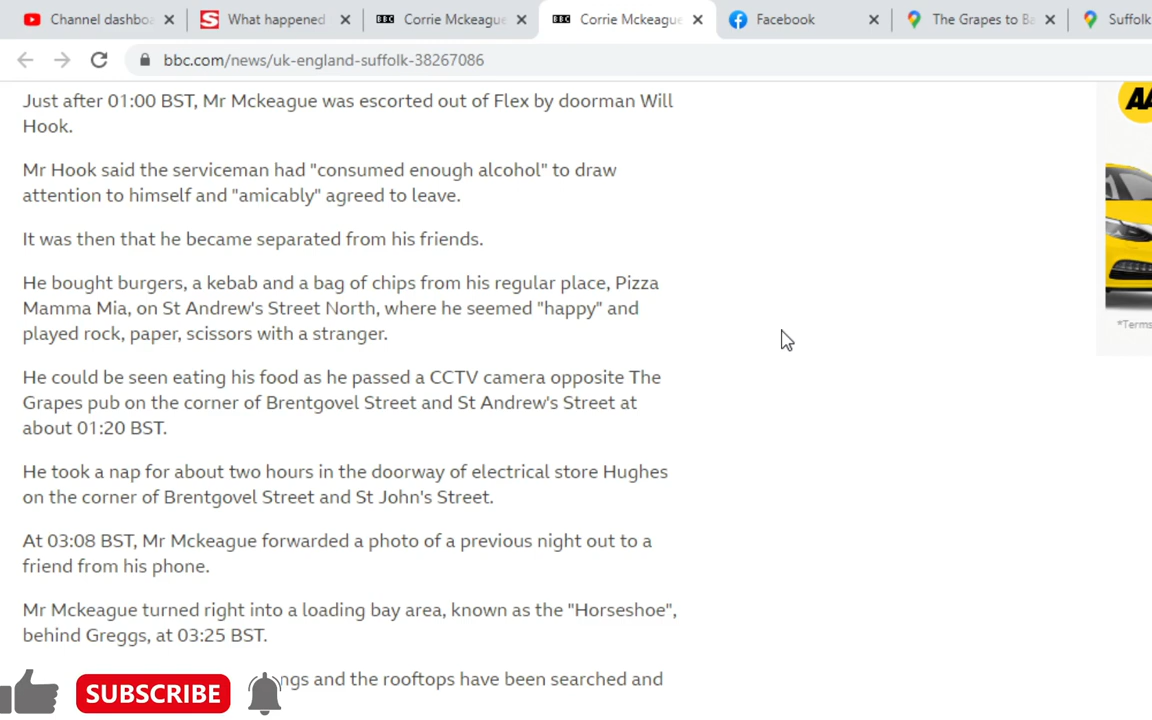 Channel dashboa
What happened
Corrie Mckeague
Corrie Mckeague
Facebook
The Grapes to Ba
Suffolk
bbc.com/news/uk-england-suffolk-38267086
Just after 01:00 BST, Mr Mckeague was escorted out of Flex by doorman Will
Hook.
Mr Hook said the serviceman had "consumed enough alcohol" to draw
attention to himself and "amicably" agreed to leave.
It was then that he became separated from his friends.
He bought burgers, a kebab and a bag of chips from his regular place, Pizza
Mamma Mia, on St Andrew's Street North, where he seemed "happy" and
played rock, paper, scissors with a stranger.
He could be seen eating his food as he passed a CCTV camera opposite The
Grapes pub on the corner of Brentgovel Street and St Andrew's Street at
about 01:20 BST.
He took a nap for about two hours in the doorway of electrical store Hughes
on the corner of Brentgovel Street and St John's Street.
At 03:08 BST, Mr Mckeague forwarded a photo of a previous night out to a
friend from his phone.
Mr Mckeague turned right into a loading bay area, known as the "Horseshoe",
behind Greggs, at 03:25 BST.
ngs and the rooftops have been searched and
SUBSCRIBE
AA
*Terms